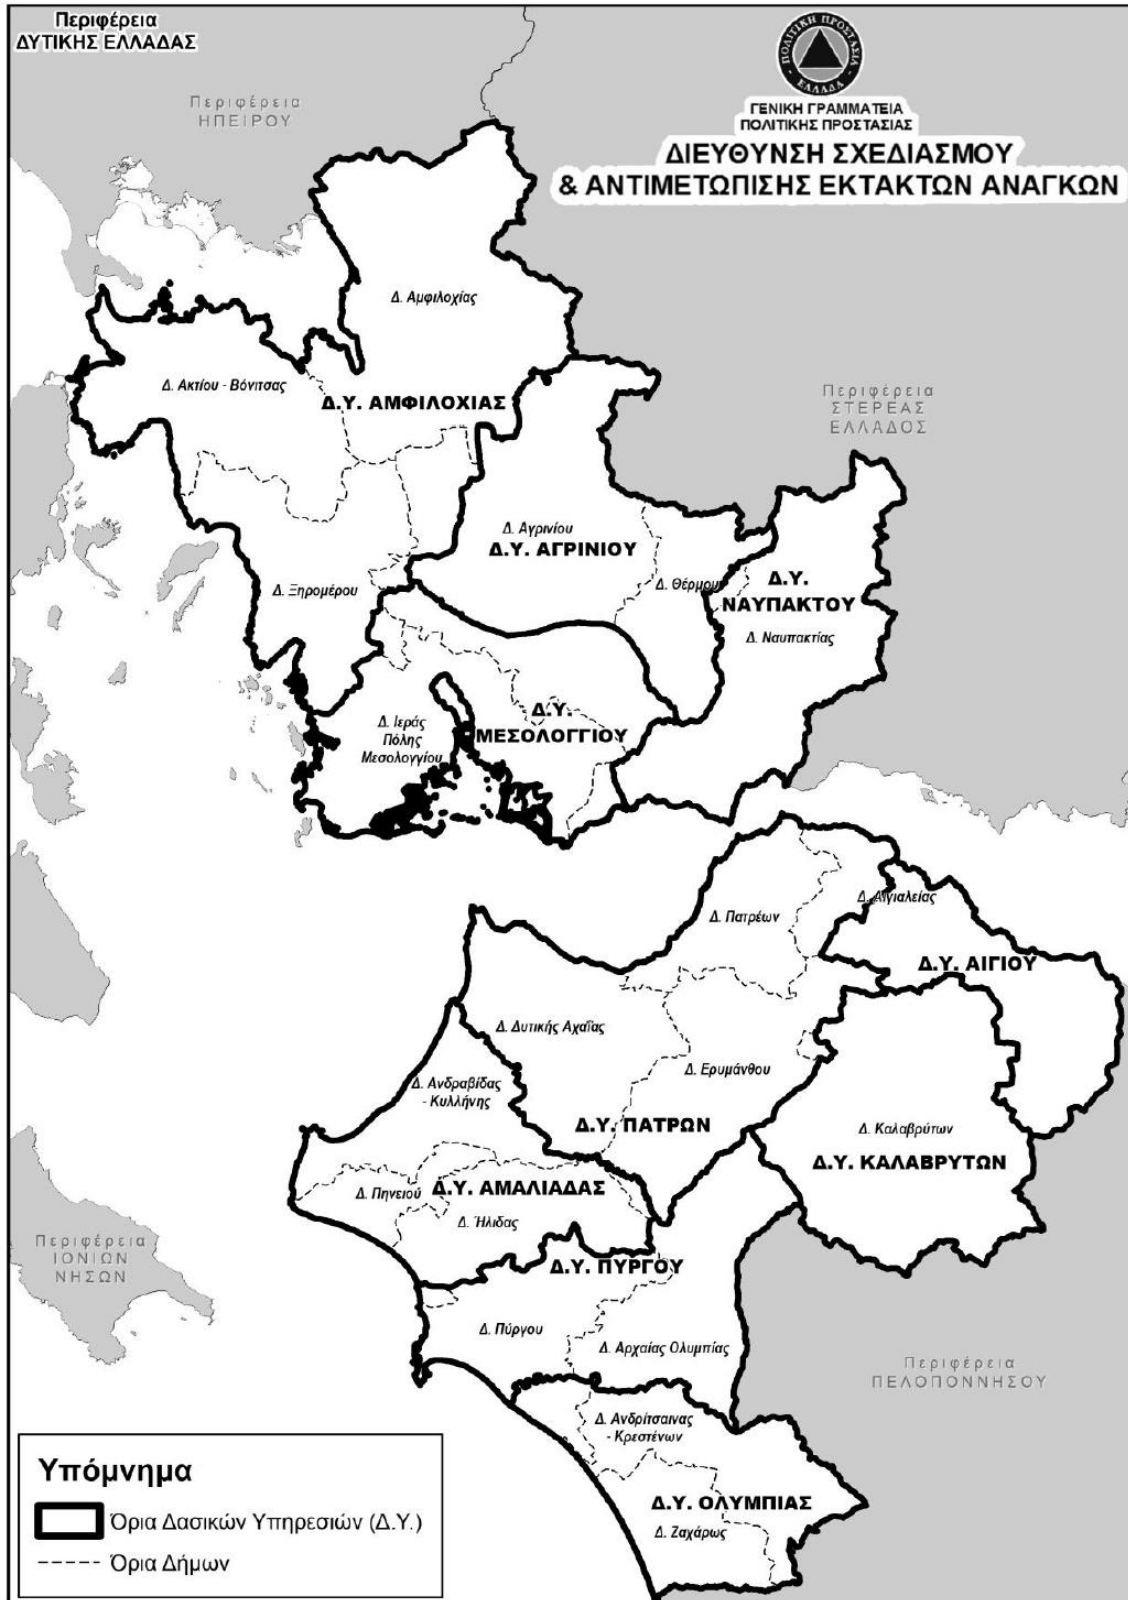 Περιφέρεια
ΔΥΤΙΚΗΣ ΕΛΛΑΔΑΣ
ΠΟΛΙΤΙΚΗ ΠΡΟΣΤΑΣΙΑ
- ΕΛΛΑΔΑ -
ΓΕΝΙΚΗ ΓΡΑΜΜΑΤΕΙΑ
ΠΟΛΙΤΙΚΗΣ ΠΡΟΣΤΑΣΙΑΣ
ΔΙΕΥΘΥΝΣΗ ΣΧΕΔΙΑΣΜΟΥ
& ΑΝΤΙΜΕΤΩΠΙΣΗΣ ΕΚΤΑΚΤΩΝ ΑΝΑΓΚΩΝ
Περιφέρεια
ΗΠΕΙΡΟΥ
Δ. Αμφιλοχίας
Δ. Ακτίου - Βόνιτσας
Δ.Υ. ΑΜΦΙΛΟΧΙΑΣ
Περιφέρεια
ΣΤΕΡΕΑΣ
ΕΛΛΑΔΟΣ
Δ. Αγρινίου
Δ.Υ. ΑΓΡΙΝΙΟΥ
Δ. Θέρμου
Δ.Υ.
ΝΑΥΠΑΚΤΟΥ
Δ. Ναυπακτίας
Δ. Ξηρομέρου
Δ. Ιεράς
Πόλης
Μεσολογγίου
Δ.Υ.
ΜΕΣΟΛΟΓΓΙΟΥ
Δ. Πατρέων
Δ. Αιγιαλείας
Δ.Υ. ΑΙΓΙΟΥ
Δ. Δυτικής Αχαΐας
Δ. Ερυμάνθου
Δ. Ανδραβίδας
- Κυλλήνης
Δ.Υ. ΠΑΤΡΩΝ
Δ. Καλαβρύτων
Δ.Υ. ΚΑΛΑΒΡΥΤΩΝ
Δ. Πηνειού
Δ.Υ. ΑΜΑΛΙΑΔΑΣ
Δ. Ήλιδας
Περιφέρεια
ΙΟΝΙΩΝ
ΝΗΣΩΝ
Δ.Υ. ΠΥΡΓΟΥ
Δ. Πύργου
Δ. Αρχαίας Ολυμπίας
Περιφέρεια
ΠΕΛΟΠΟΝΝΗΣΟΥ
Δ. Ανδρίτσαινας
- Κρεστένων
Δ.Υ. ΟΛΥΜΠΙΑΣ
Δ. Ζαχάρως
Υπόμνημα
Όρια Δασικών Υπηρεσιών (Δ.Υ.)
Όρια Δήμων